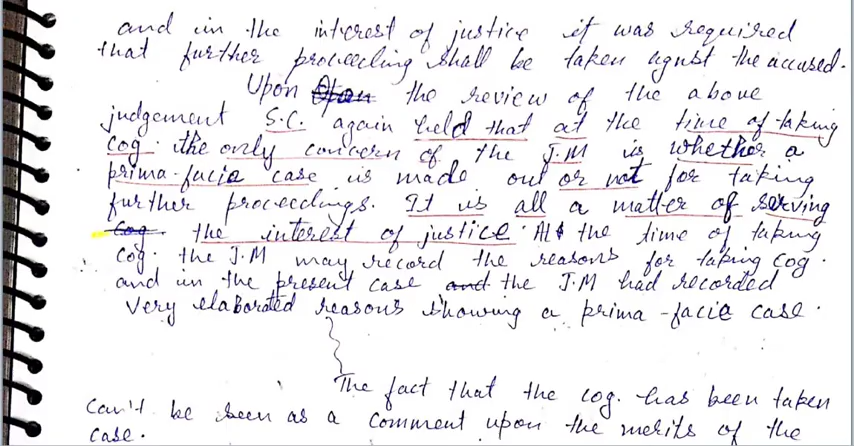 and in the interest of justice it was required
that further proceeding shall be taken agnst the accused.
Upon the review of the above
judgement S.C. again held that at the time of taking
cog. the only concern of the J.M is whether a
prima-facia case is made out or not for taking
further proceedings. It is all a matter of serving
cog the interest of justice. At the time of taking
cog. the J.M may record the reasons for taking cog.
and in the present case and the J.M had recorded
very elaborated reasons showing a prima-facie case.
The fact that the cog. has been taken
can't be seen as a comment upon the merits of the
case.